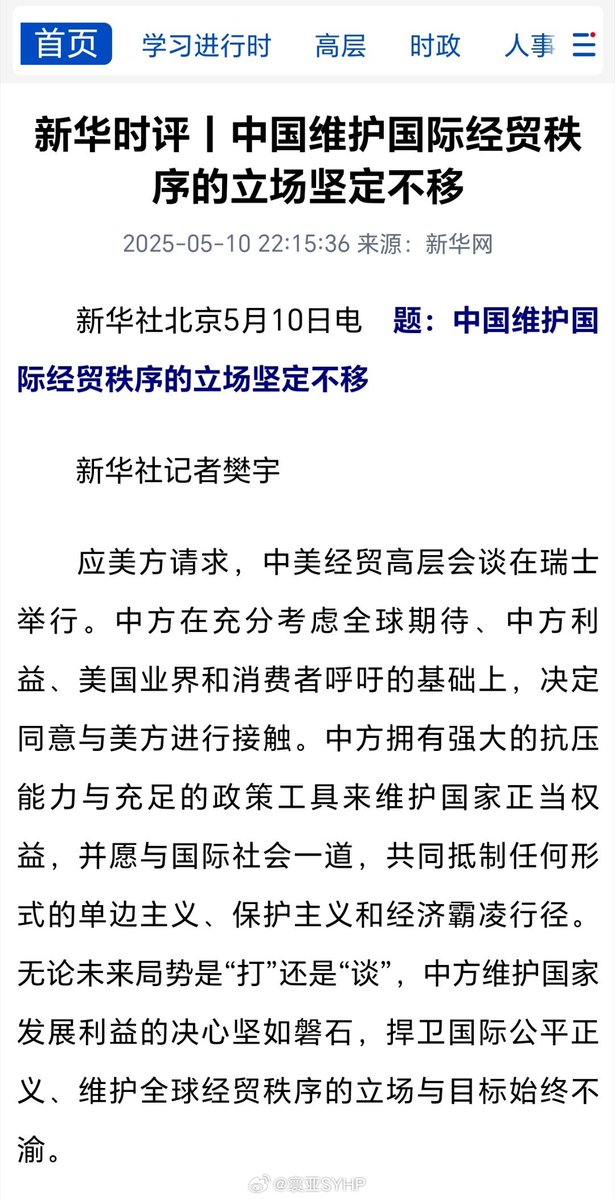 首页 学习进行时 高层 时政 人事
新华时评丨中国维护国际经贸秩
序的立场坚定不移
2025-05-10 22:15:36 来源：新华网
新华社北京5月10日电 题：中国维护国
际经贸秩序的立场坚定不移
新华社记者樊宇
应美方请求，中美经贸高层会谈在瑞士
举行。中方在充分考虑全球期待、中方利
益、美国业界和消费者呼吁的基础上，决定
同意与美方进行接触。中方拥有强大的抗压
能力与充足的政策工具来维护国家正当权
益，并愿与国际社会一道，共同抵制任何形
式的单边主义、保护主义和经济霸凌行径。
无论未来局势是“打”还是“谈”，中方维护国家
发展利益的决心坚如磐石，捍卫国际公平正
义、维护全球经贸秩序的立场与目标始终不
渝。
@寰亚SYHP